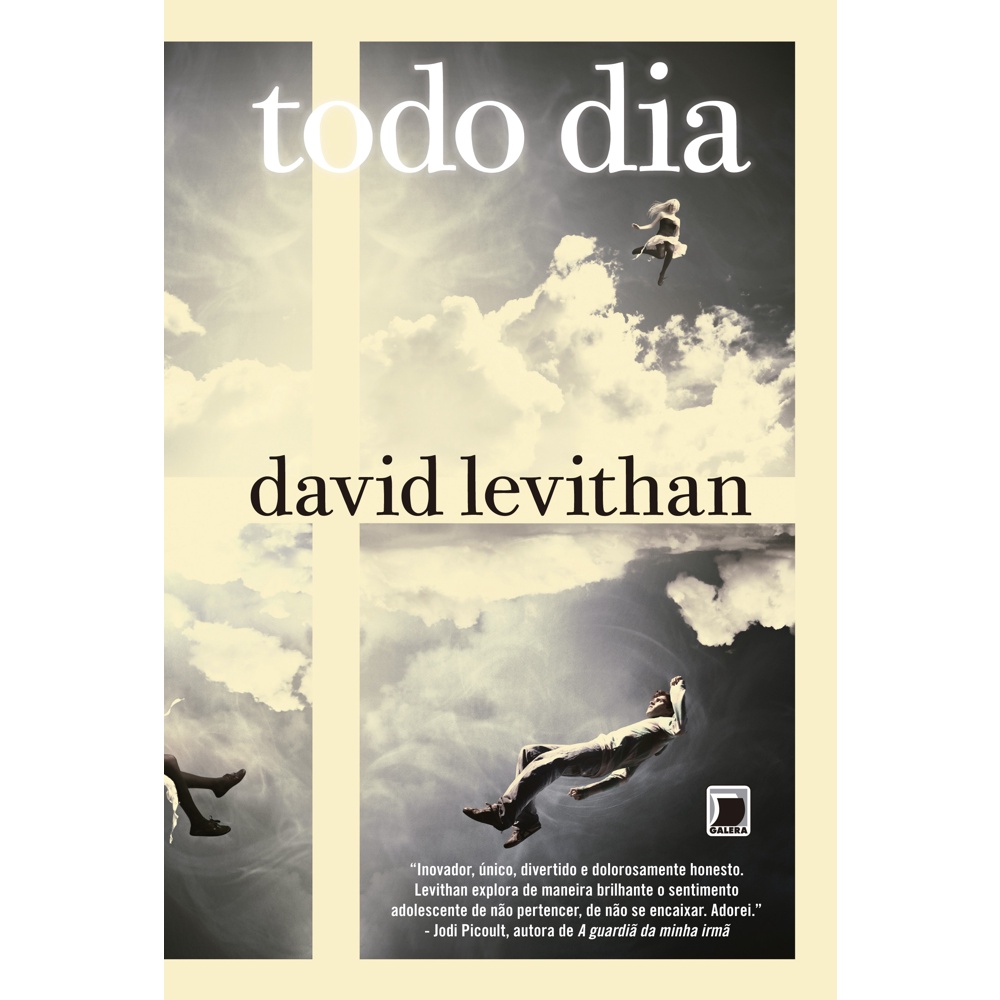 todo dia
david levithan
GALERA
“Inovador, único, divertido e dolorosamente honesto.
Levithan explora de maneira brilhante o sentimento
adolescente de não pertencer, de não se encaixar. Adorei.”
- Jodi Picoult, autora de A guardiã da minha irmã